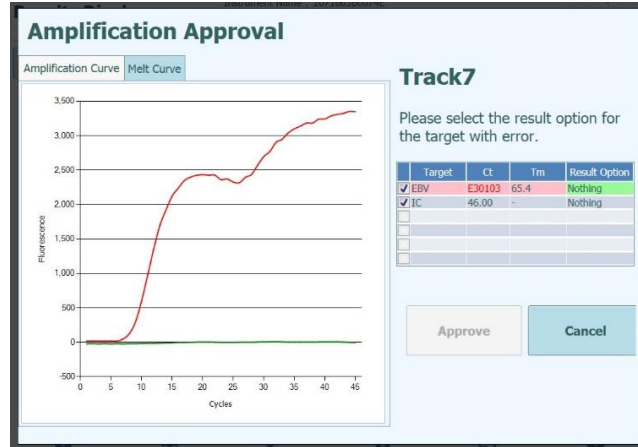 Amplification Approval
Amplification Curve Melt Curve
3,500
3,000
2,500
2,000
1,500
1,000
500
0
-500
Fluorescence
0 5 10 15 20 25 30 35 40 45
Cycles
Track7
Please select the result option for
the target with error.
Target Ct Tm Result Option
EBV E30103 65.4 Nothing
IC 46.00 - Nothing
Approve Cancel